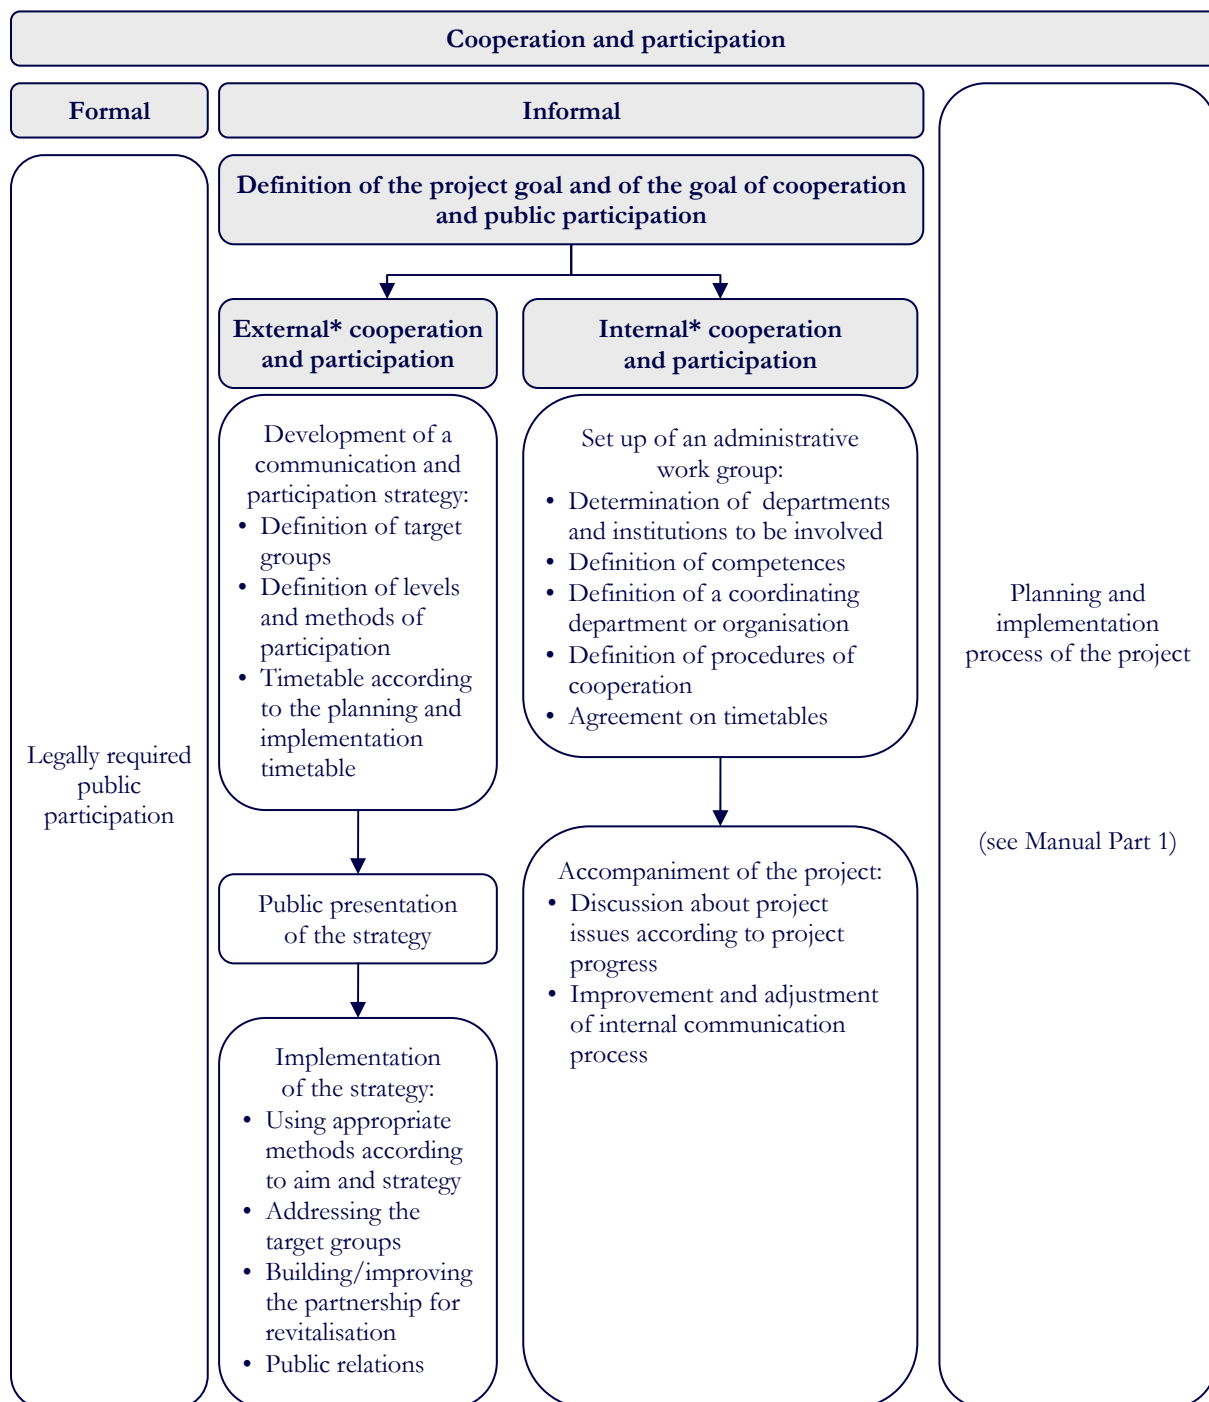 Cooperation and participation
Formal
Informal
Definition of the project goal and of the goal of cooperation
and public participation
External* cooperation
and participation
Internal* cooperation
and participation
Development of a
communication and
participation strategy:
• Definition of target
groups
• Definition of levels
and methods of
participation
• Timetable according
to the planning and
implementation
timetable
Public presentation
of the strategy
Implementation
of the strategy:
• Using appropriate
methods according
to aim and strategy
• Addressing the
target groups
• Building/improving
the partnership for
revitalisation
• Public relations
Set up of an administrative
work group:
• Determination of departments
and institutions to be involved
• Definition of competences
• Definition of a coordinating
department or organisation
• Definition of procedures of
cooperation
• Agreement on timetables
Accompaniment of the project:
• Discussion about project
issues according to project
progress
• Improvement and adjustment
of internal communication
process
Legally required
public
participation
Planning and
implementation
process of the project
(see Manual Part 1)